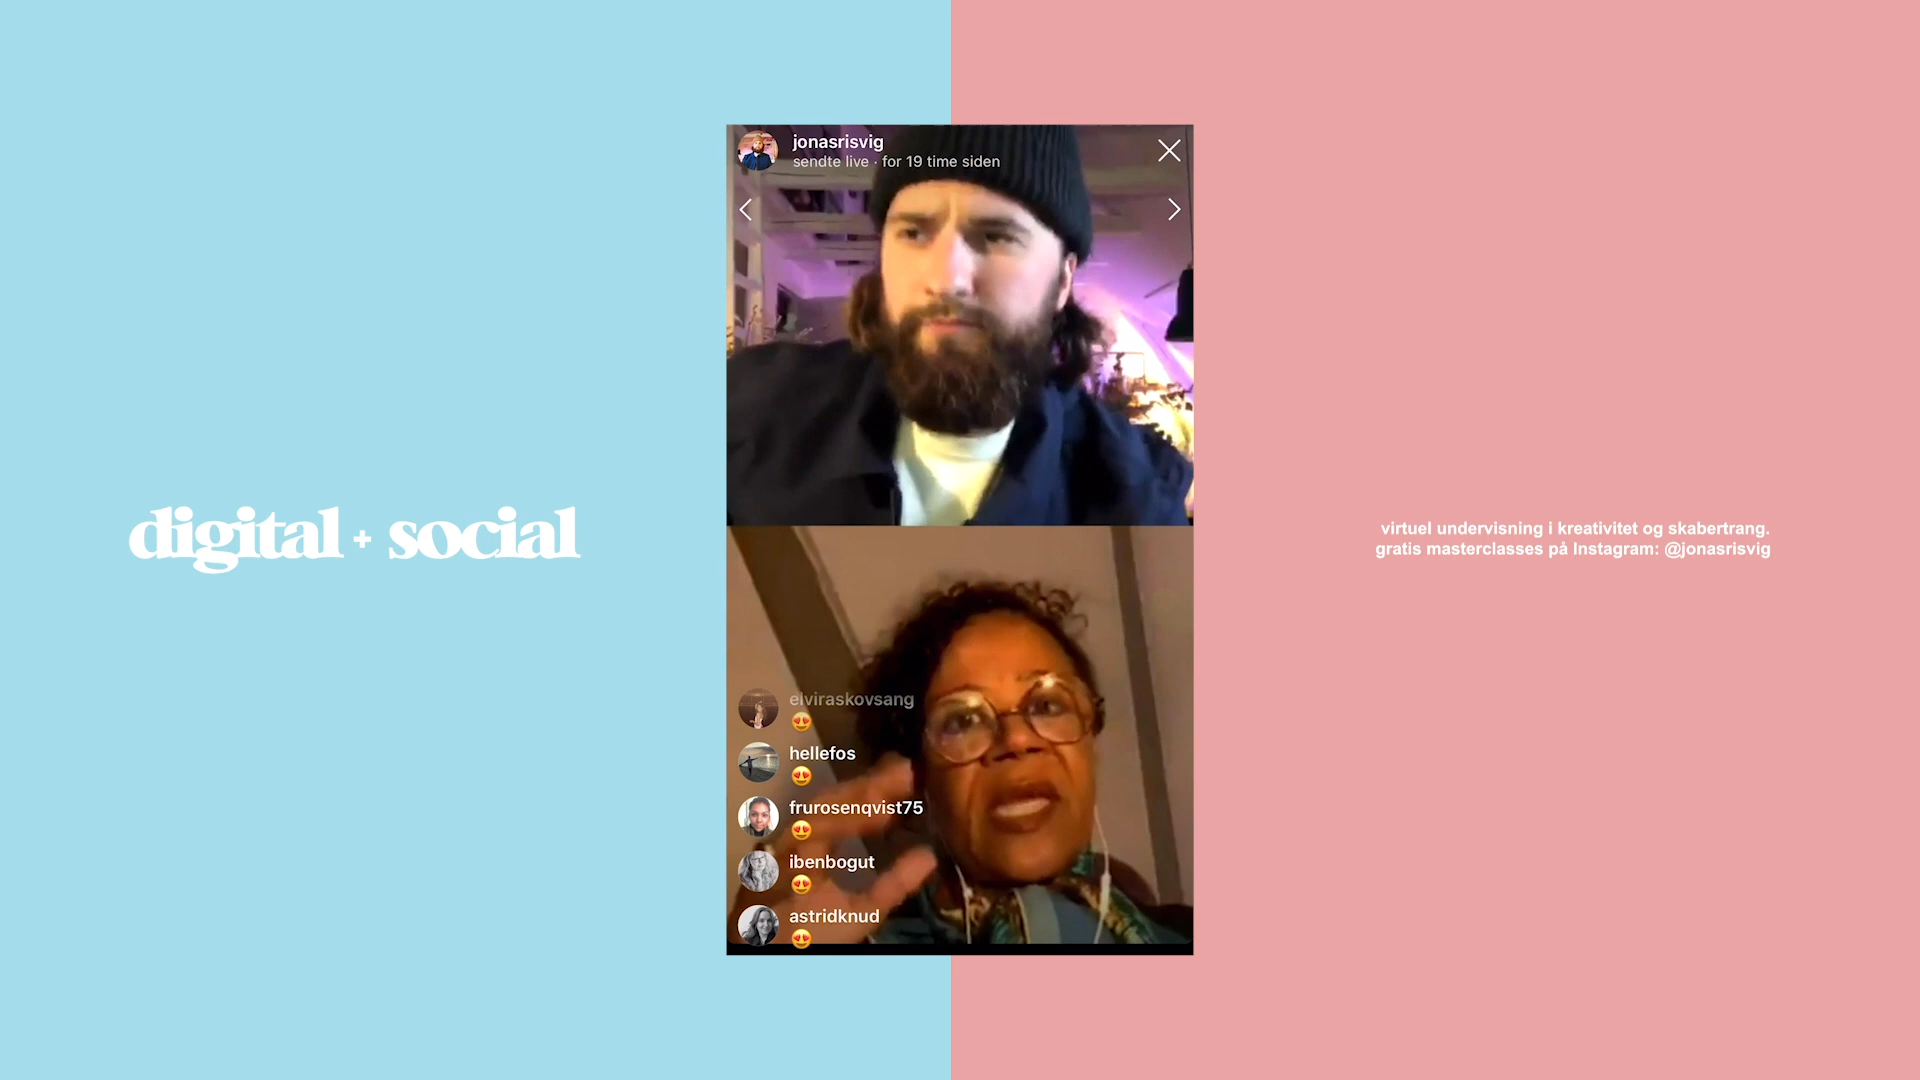 jonasrisvig
sendte live · for 19 time siden
digital + social
virtuel undervisning i kreativitet og skabertrang.
gratis masterclasses på Instagram: @jonasrisvig
elviraskovsang
😍
hellefos
😍
frurosenqvist75
😍
ibenbogut
😍
astridknud
😍